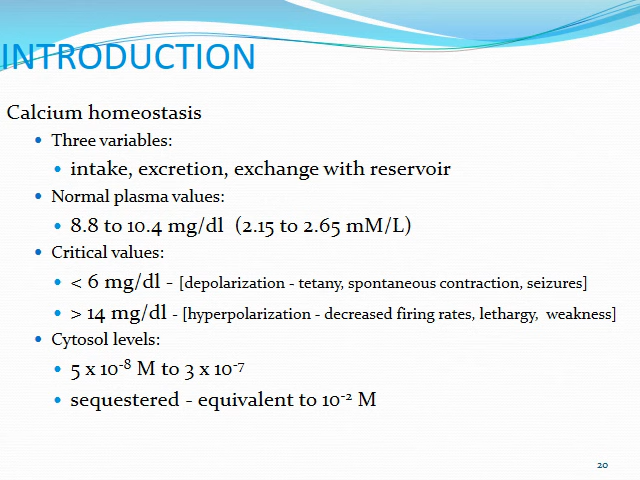 INTRODUCTION
Calcium homeostasis
• Three variables:
• intake, excretion, exchange with reservoir
• Normal plasma values:
• 8.8 to 10.4 mg/dl (2.15 to 2.65 mM/L)
• Critical values:
• < 6 mg/dl - [depolarization - tetany, spontaneous contraction, seizures]
• > 14 mg/dl - [hyperpolarization - decreased firing rates, lethargy, weakness]
• Cytosol levels:
• 5 x 10⁻⁸ M to 3 x 10⁻⁷
• sequestered - equivalent to 10⁻² M
20